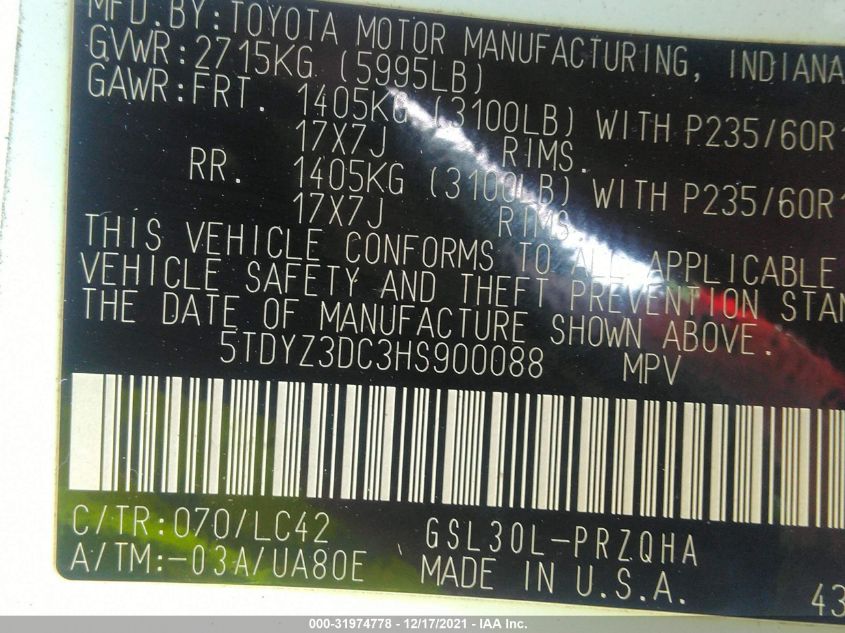 MFD.BY:TOYOTA MOTOR MANUFACTURING, INDIANA
GVWR:2715KG (5995LB)
GAWR:FRT. 1405KG (3100LB) WITH P235/60R1
17X7J RIMS.
RR. 1405KG (3100LB) WITH P235/60R1
17X7J RIMS.
THIS VEHICLE CONFORMS TO ALL APPLICABLE
VEHICLE SAFETY AND THEFT PREVENTION STAN
THE DATE OF MANUFACTURE SHOWN ABOVE.
5TDYZ3DC3HS900088 MPV
C/TR:070/LC42 GSL30L-PRZQHA
A/TM:-03A/UA80E MADE IN U.S.A.
43
000-31974778 - 12/17/2021 - IAA Inc.